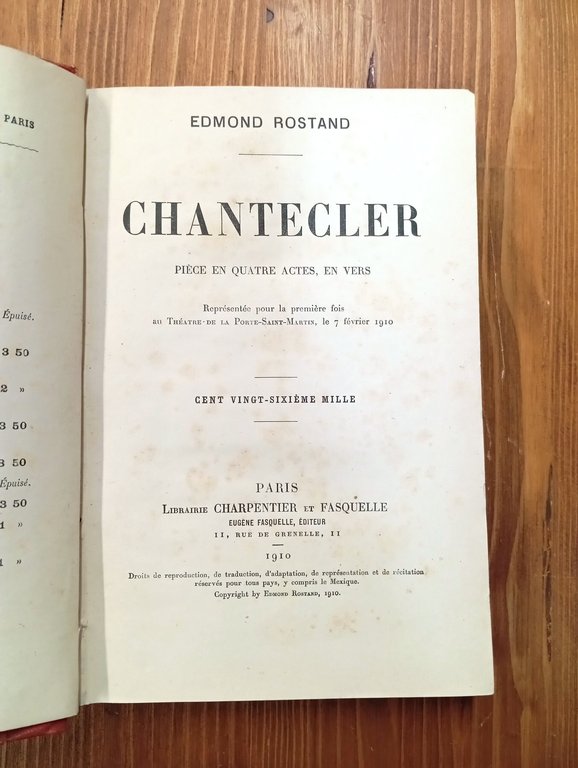 PARIS
Épuisé.
3 50
2 »
3 50
3 50
Épuisé.
3 50
1 »
1 »
EDMOND ROSTAND
CHANTECLER
PIÈCE EN QUATRE ACTES, EN VERS
Représentée pour la première fois
au Théatre de la Porte-Saint-Martin, le 7 février 1910
CENT VINGT-SIXIÈME MILLE
PARIS
Librairie CHARPENTIER et FASQUELLE
EUGÈNE FASQUELLE, ÉDITEUR
11, RUE DE GRENELLE, 11
1910
Droits de reproduction, de traduction, d'adaptation, de représentation et de récitation
réservés pour tous pays, y compris le Mexique.
Copyright by Edmond Rostand, 1910.